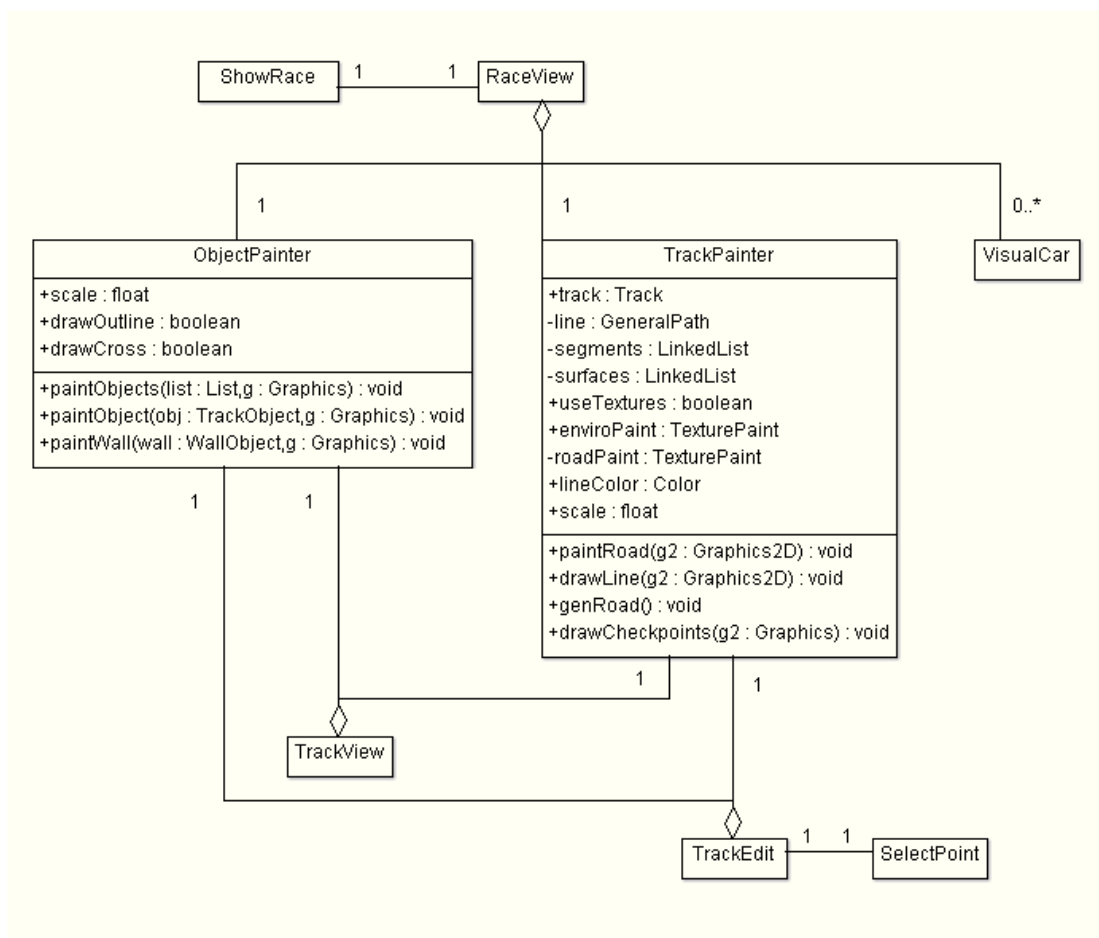 ShowRace
1
1
RaceView
1
1
0..*
ObjectPainter
+scale : float
+drawOutline : boolean
+drawCross : boolean
+paintObjects(list : List,g : Graphics) : void
+paintObject(obj : TrackObject,g : Graphics) : void
+paintWall(wall : WallObject,g : Graphics) : void
TrackPainter
+track : Track
-line : GeneralPath
-segments : LinkedList
-surfaces : LinkedList
+useTextures : boolean
+enviroPaint : TexturePaint
-roadPaint : TexturePaint
+lineColor : Color
+scale : float
+paintRoad(g2 : Graphics2D) : void
+drawLine(g2 : Graphics2D) : void
+genRoad() : void
+drawCheckpoints(g2 : Graphics) : void
VisualCar
1
1
1
1
TrackView
TrackEdit
1
1
SelectPoint